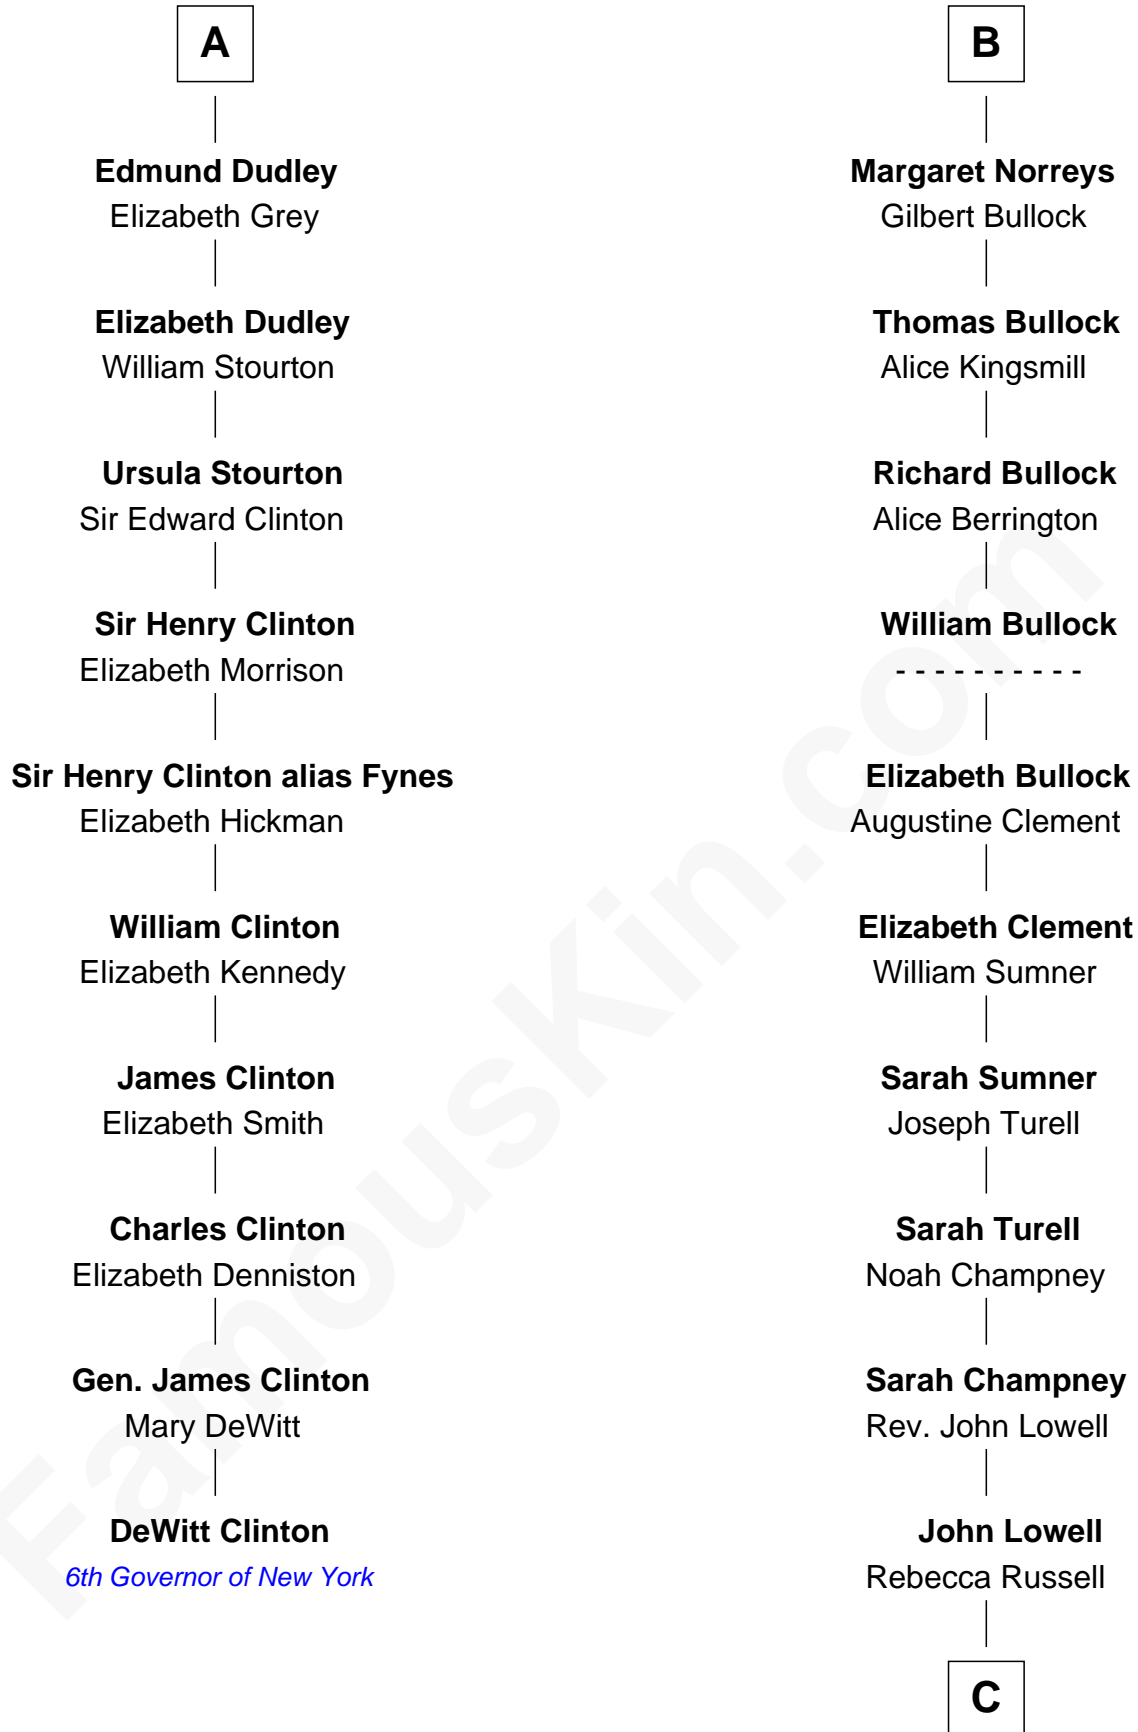 A
Edmund Dudley
Elizabeth Grey
Elizabeth Dudley
William Stourton
Ursula Stourton
Sir Edward Clinton
Sir Henry Clinton
Elizabeth Morrison
Sir Henry Clinton alias Fynes
Elizabeth Hickman
William Clinton
Elizabeth Kennedy
James Clinton
Elizabeth Smith
Charles Clinton
Elizabeth Denniston
Gen. James Clinton
Mary DeWitt
DeWitt Clinton
6th Governor of New York
B
Margaret Norreys
Gilbert Bullock
Thomas Bullock
Alice Kingsmill
Richard Bullock
Alice Berrington
William Bullock
- - - - - - - - - -
Elizabeth Bullock
Augustine Clement
Elizabeth Clement
William Sumner
Sarah Sumner
Joseph Turell
Sarah Turell
Noah Champney
Sarah Champney
Rev. John Lowell
John Lowell
Rebecca Russell
C
FamousKin.com